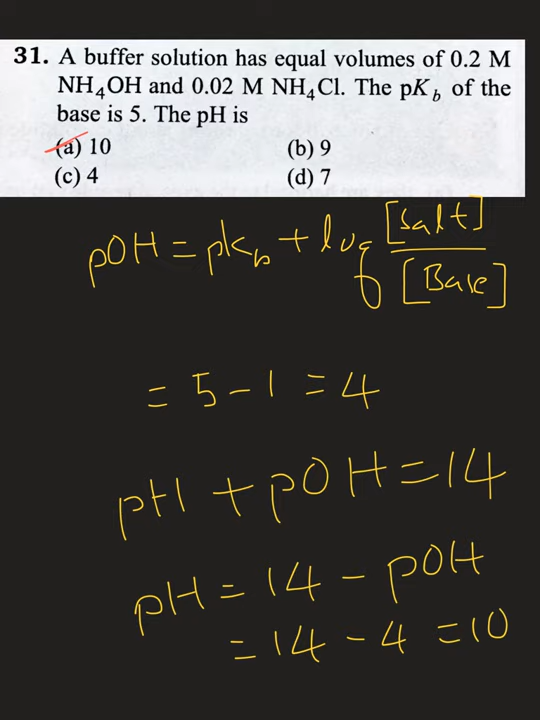 31. A buffer solution has equal volumes of 0.2 M
NH₄OH and 0.02 M NH₄Cl. The pK_b of the
base is 5. The pH is
(a) 10 (b) 9
(c) 4 (d) 7
pOH = pk_b + log [salt]/[Base]
= 5 - 1 = 4
pH + pOH = 14
pH = 14 - pOH
= 14 - 4 = 10